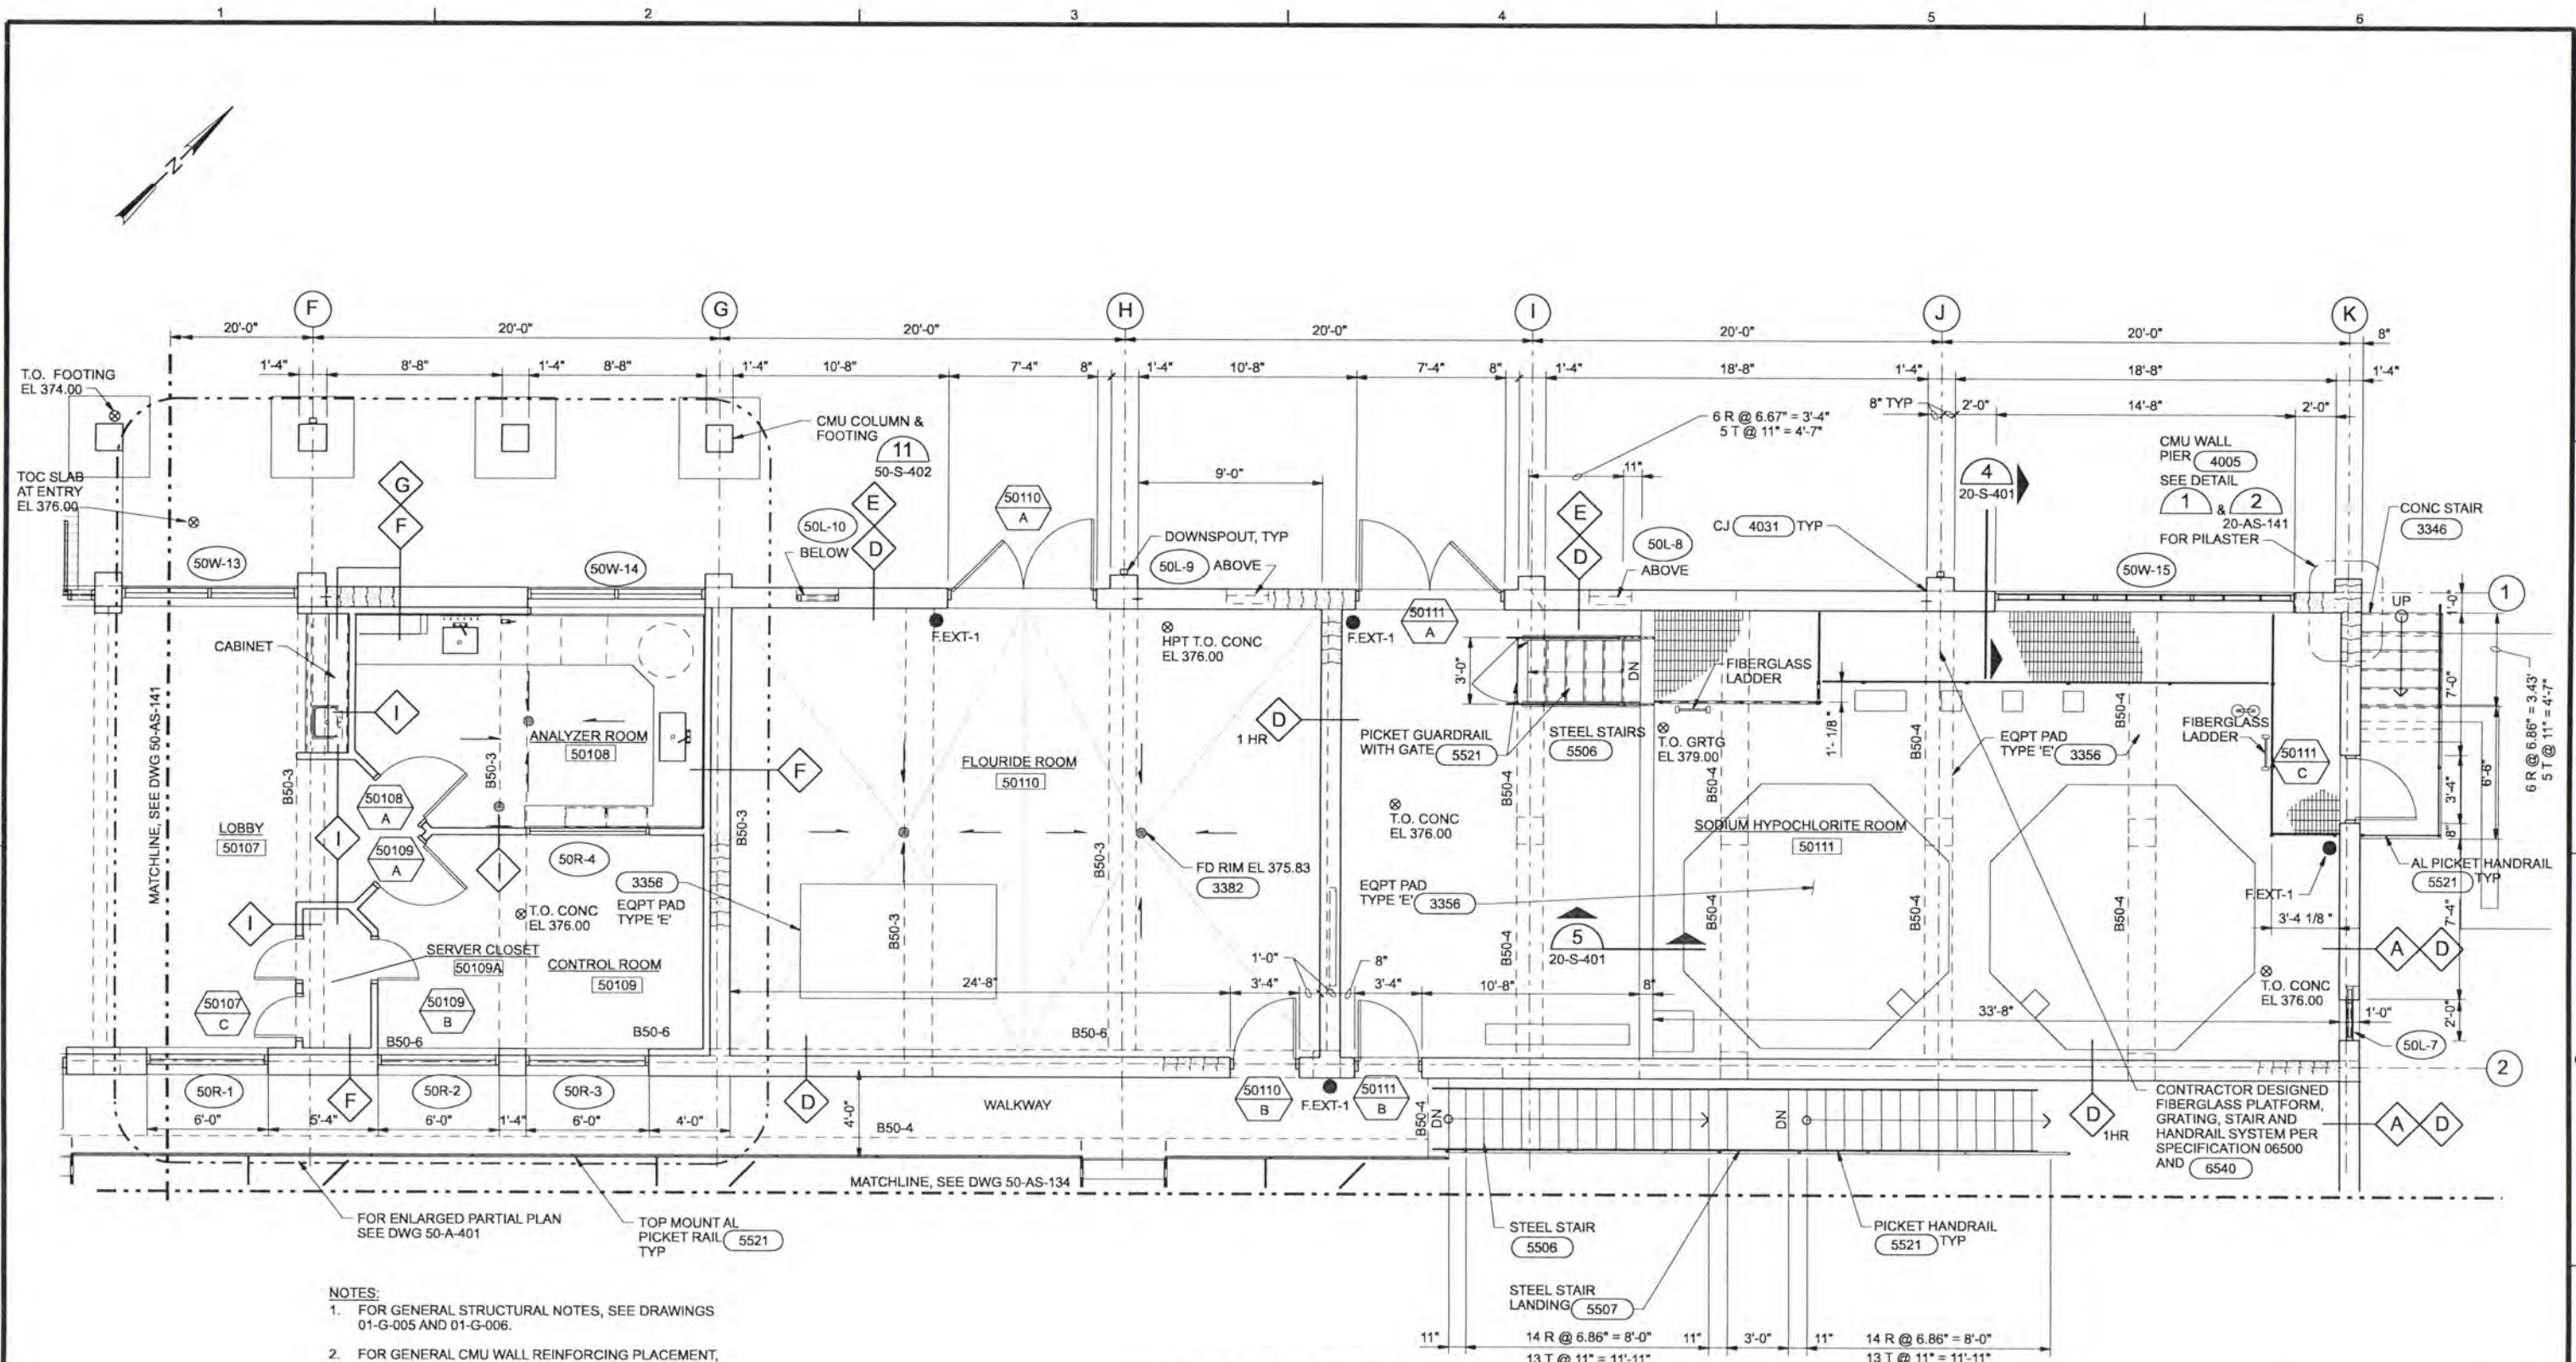 1 2 3 4 5 6
N
F G H I J K
20'-0" 20'-0" 20'-0" 20'-0" 20'-0" 20'-0" 8"
1'-4" 8'-8" 1'-4" 8'-8" 1'-4" 10'-8" 7'-4" 8" 1'-4" 10'-8" 7'-4" 8" 1'-4" 18'-8" 1'-4" 18'-8" 1'-4"
T.O. FOOTING
EL 374.00
TOC SLAB
AT ENTRY
EL 376.00
CMU COLUMN &
FOOTING
11
50-S-402
G
F
E
D
50L-10
BELOW
50110
A
9'-0"
DOWNSPOUT, TYP
50L-9 ABOVE
6 R @ 6.67" = 3'-4"
5 T @ 11" = 4'-7"
11"
E
D
50L-8
ABOVE
8" TYP 2'-0" 14'-8" 2'-0"
4
20-S-401
CJ 4031 TYP
CMU WALL
PIER 4005
SEE DETAIL
1 & 2
20-AS-141
FOR PILASTER
CONC STAIR
3346
50W-13
50W-14
50W-15
1
UP
1'-0"
7'-0"
3'-4"
8"
7'-4"
2'-0"
6'-6"
6 R @ 6.86" = 3.43'
5 T @ 11" = 4'-7"
CABINET
MATCHLINE, SEE DWG 50-AS-141
LOBBY
50107
B50-3
I
I
I
I
ANALYZER ROOM
50108
B50-3
F
50108
A
50109
A
50R-4
T.O. CONC
EL 376.00
SERVER CLOSET
50109A
CONTROL ROOM
50109
50107
C
50109
B
B50-6
B50-6
F
F.EXT-1
HPT T.O. CONC
EL 376.00
FLOURIDE ROOM
50110
B50-3
B50-3
B50-3
3356
EQPT PAD
TYPE 'E'
FD RIM EL 375.83
3382
24'-8"
3'-4"
1'-0"
8"
3'-4"
10'-8"
8"
33'-8"
B50-6
F.EXT-1
50111
A
D
1 HR
3'-0"
DN
PICKET GUARDRAIL
WITH GATE 5521
STEEL STAIRS
5506
FIBERGLASS
LADDER
T.O. GRTG
EL 379.00
1'- 1/8 "
T.O. CONC
EL 376.00
B50-4
B50-4
B50-4
B50-4
B50-4
B50-4
B50-4
B50-4
SODIUM HYPOCHLORITE ROOM
50111
EQPT PAD
TYPE 'E' 3356
EQPT PAD
TYPE 'E' 3356
5
20-S-401
FIBERGLASS
LADDER
50111
C
AL PICKET HANDRAIL
5521 TYP
F.EXT-1
3'-4 1/8 "
A D
T.O. CONC
EL 376.00
1'-0"
50L-7
2
50R-1
50R-2
50R-3
6'-0" 5'-4" 6'-0" 1'-4" 6'-0" 4'-0"
4'-0"
D
WALKWAY
B50-4
50110
B
F.EXT-1
50111
B
B50-4
DN
DN
D
1HR
CONTRACTOR DESIGNED
FIBERGLASS PLATFORM,
GRATING, STAIR AND
HANDRAIL SYSTEM PER
SPECIFICATION 06500
AND 6540
A D
MATCHLINE, SEE DWG 50-AS-134
FOR ENLARGED PARTIAL PLAN
SEE DWG 50-A-401
TOP MOUNT AL
PICKET RAIL 5521
TYP
STEEL STAIR
5506
PICKET HANDRAIL
5521 TYP
STEEL STAIR
LANDING 5507
11" 14 R @ 6.86" = 8'-0" 11" 3'-0" 11" 14 R @ 6.86" = 8'-0"
13 T @ 11" = 11'-11" 13 T @ 11" = 11'-11"
NOTES:
1. FOR GENERAL STRUCTURAL NOTES, SEE DRAWINGS
01-G-005 AND 01-G-006.
2. FOR GENERAL CMU WALL REINFORCING PLACEMENT,